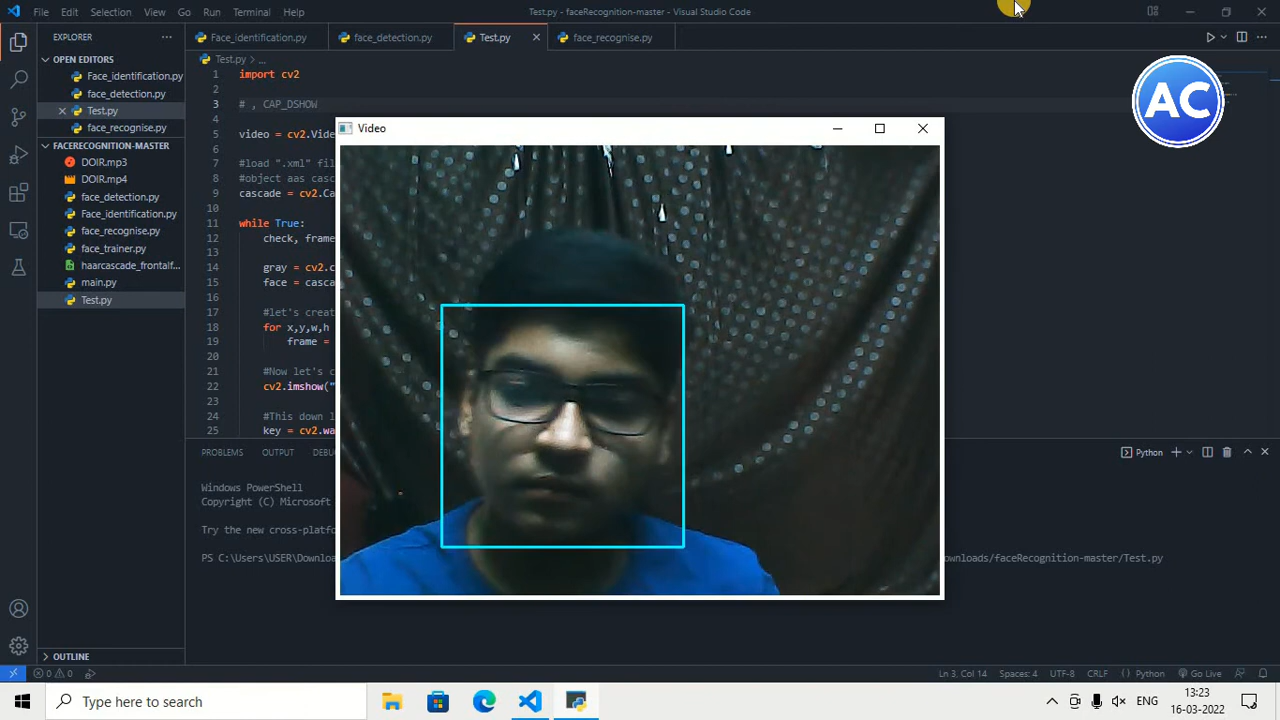 File Edit Selection View Go Run Terminal Help
Test.py - faceRecognition-master - Visual Studio Code
EXPLORER
OPEN EDITORS
Face_identification.py
face_detection.py
Test.py
face_recognise.py
FACERECOGNITION-MASTER
DOIR.mp3
DOIR.mp4
face_detection.py
Face_identification.py
face_recognise.py
face_trainer.py
haarcascade_frontalf...
main.py
Test.py
OUTLINE
Face_identification.py face_detection.py Test.py face_recognise.py
Test.py > ...
1 import cv2
2
3 # , CAP_DSHOW
4
5 video = cv2.Vide
6
7 #load ".xml" fil
8 #object aas casc
9 cascade = cv2.Ca
10
11 while True:
12 check, frame
13
14 gray = cv2.c
15 face = casca
16
17 #let's creat
18 for x,y,w,h
19 frame =
20
21 #Now let's c
22 cv2.imshow("
23
24 #This down l
25 key = cv2.wa
AC
Video
PROBLEMS OUTPUT DEBU
Python
Windows PowerShell
Copyright (C) Microsoft
Try the new cross-platfo
PS C:\Users\USER\Downloa
ownloads/faceRecognition-master/Test.py
0 0
Ln 3, Col 14 Spaces: 4 UTF-8 CRLF Python Go Live
Type here to search
ENG
13:23
16-03-2022